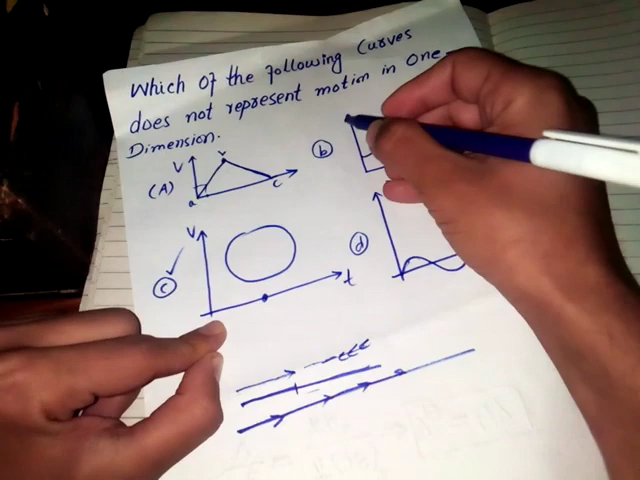 Which Of the following Curves
does not represent motion in One-
Dimension.
(A) V a v c
(b)
(c) V t
(d)